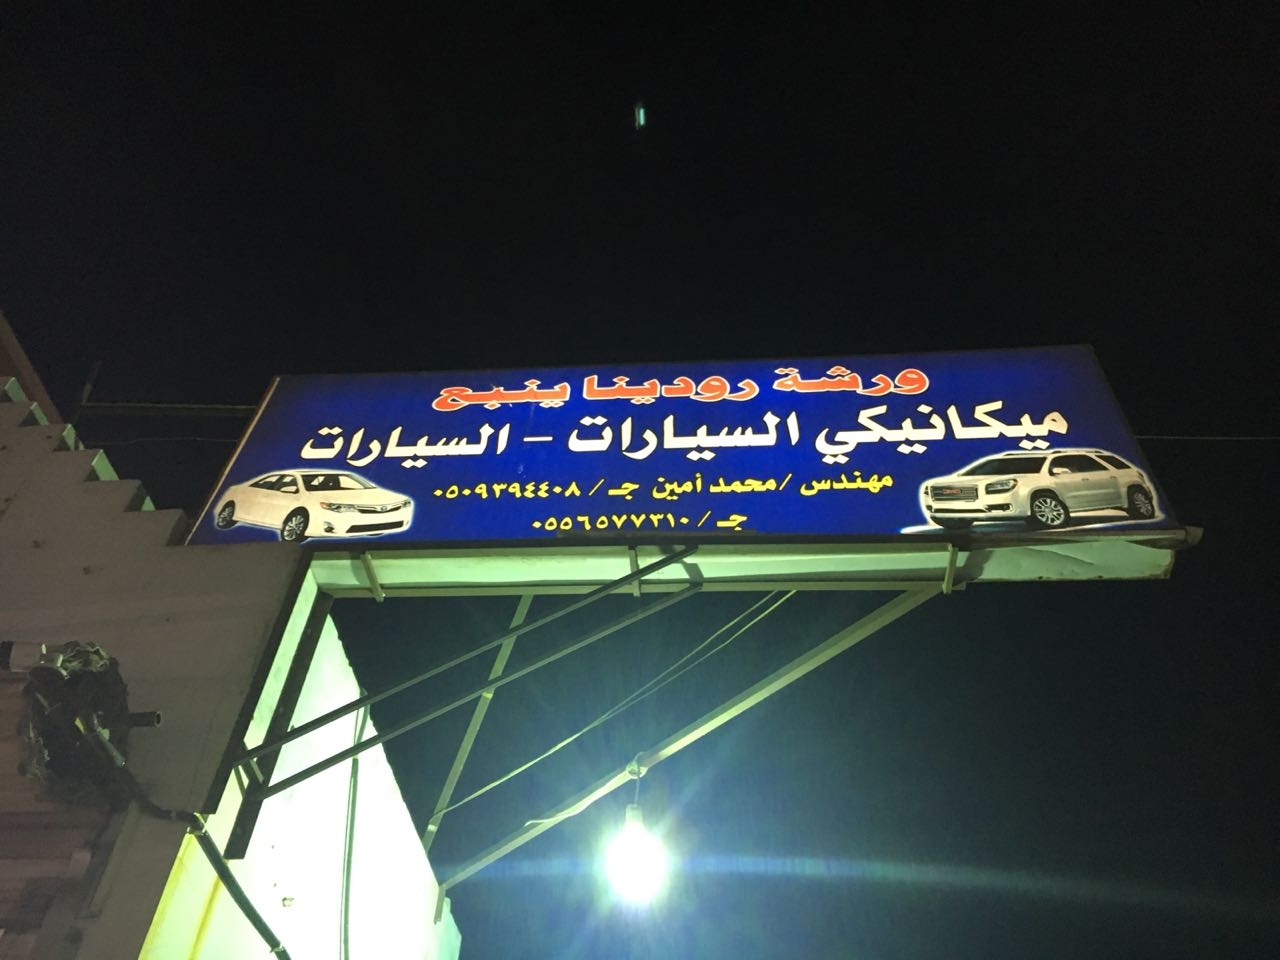 ورشة رودينا ينبع
ميكانيكي السيارات - السيارات
مهندس / محمد أمين جـ / ٠٥٠٩٣٩٤٤٠٨
جـ / ٠٥٥٦٥٧٧٣١٠